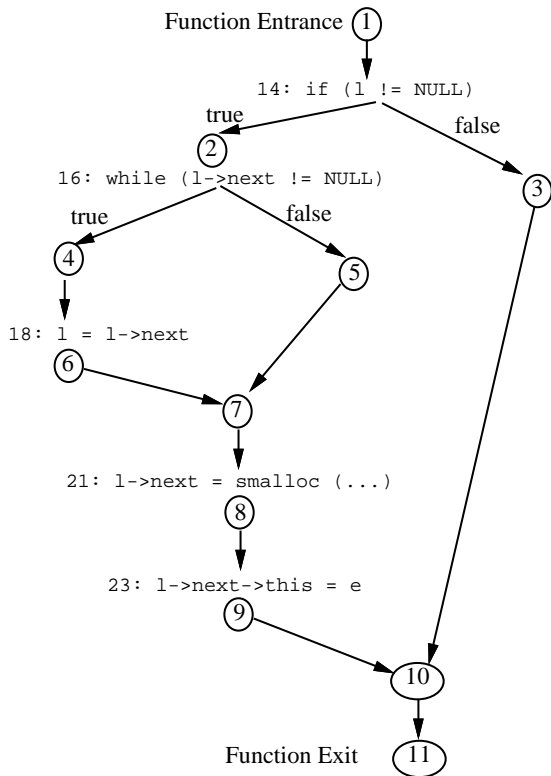 Function Entrance 1
14: if (l != NULL)
true
false
2
16: while (l->next != NULL)
3
true
false
4
5
18: l = l->next
6
7
21: l->next = smalloc (...)
8
23: l->next->this = e
9
10
Function Exit 11